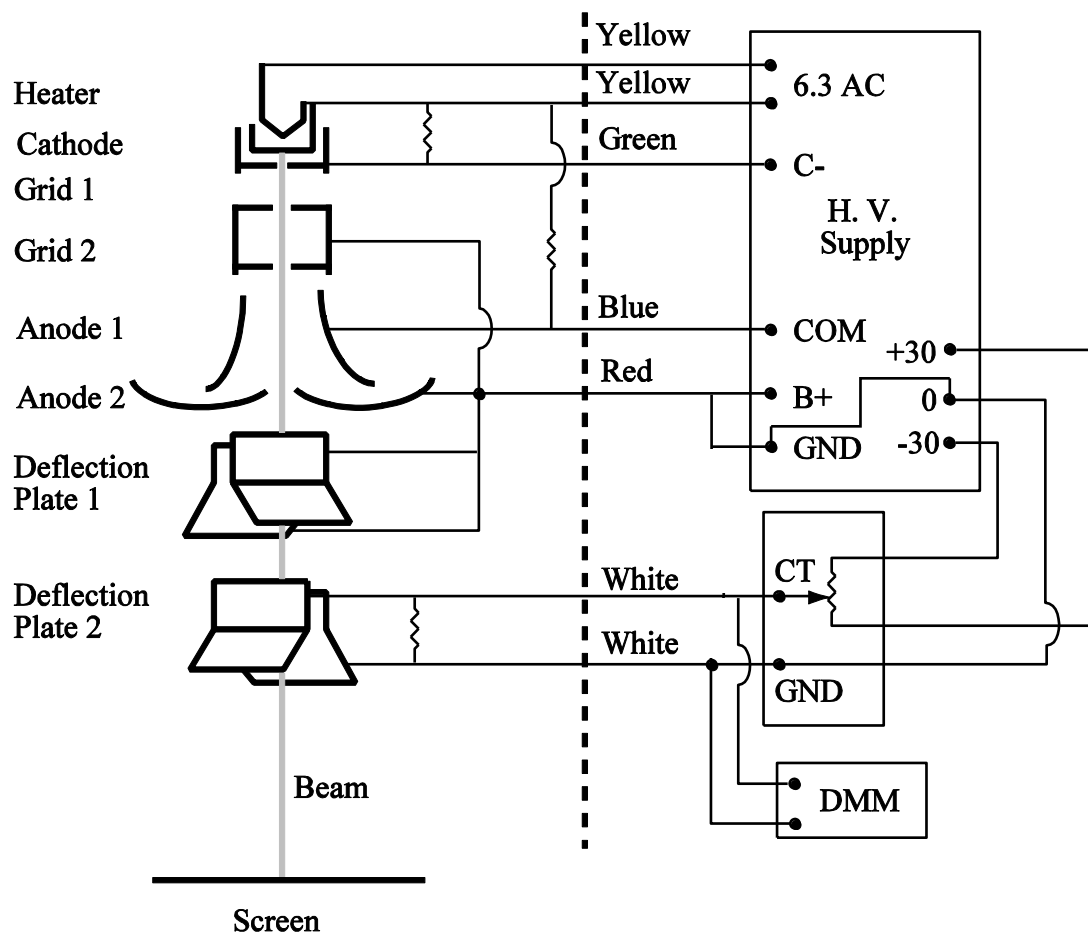 Yellow
Heater
Yellow
6.3 AC
Cathode
Green
C-
Grid 1
H. V.
Supply
Grid 2
Anode 1
Blue
COM
+30
Anode 2
Red
B+
0
GND
-30
Deflection
Plate 1
Deflection
Plate 2
White
CT
White
GND
Beam
DMM
Screen